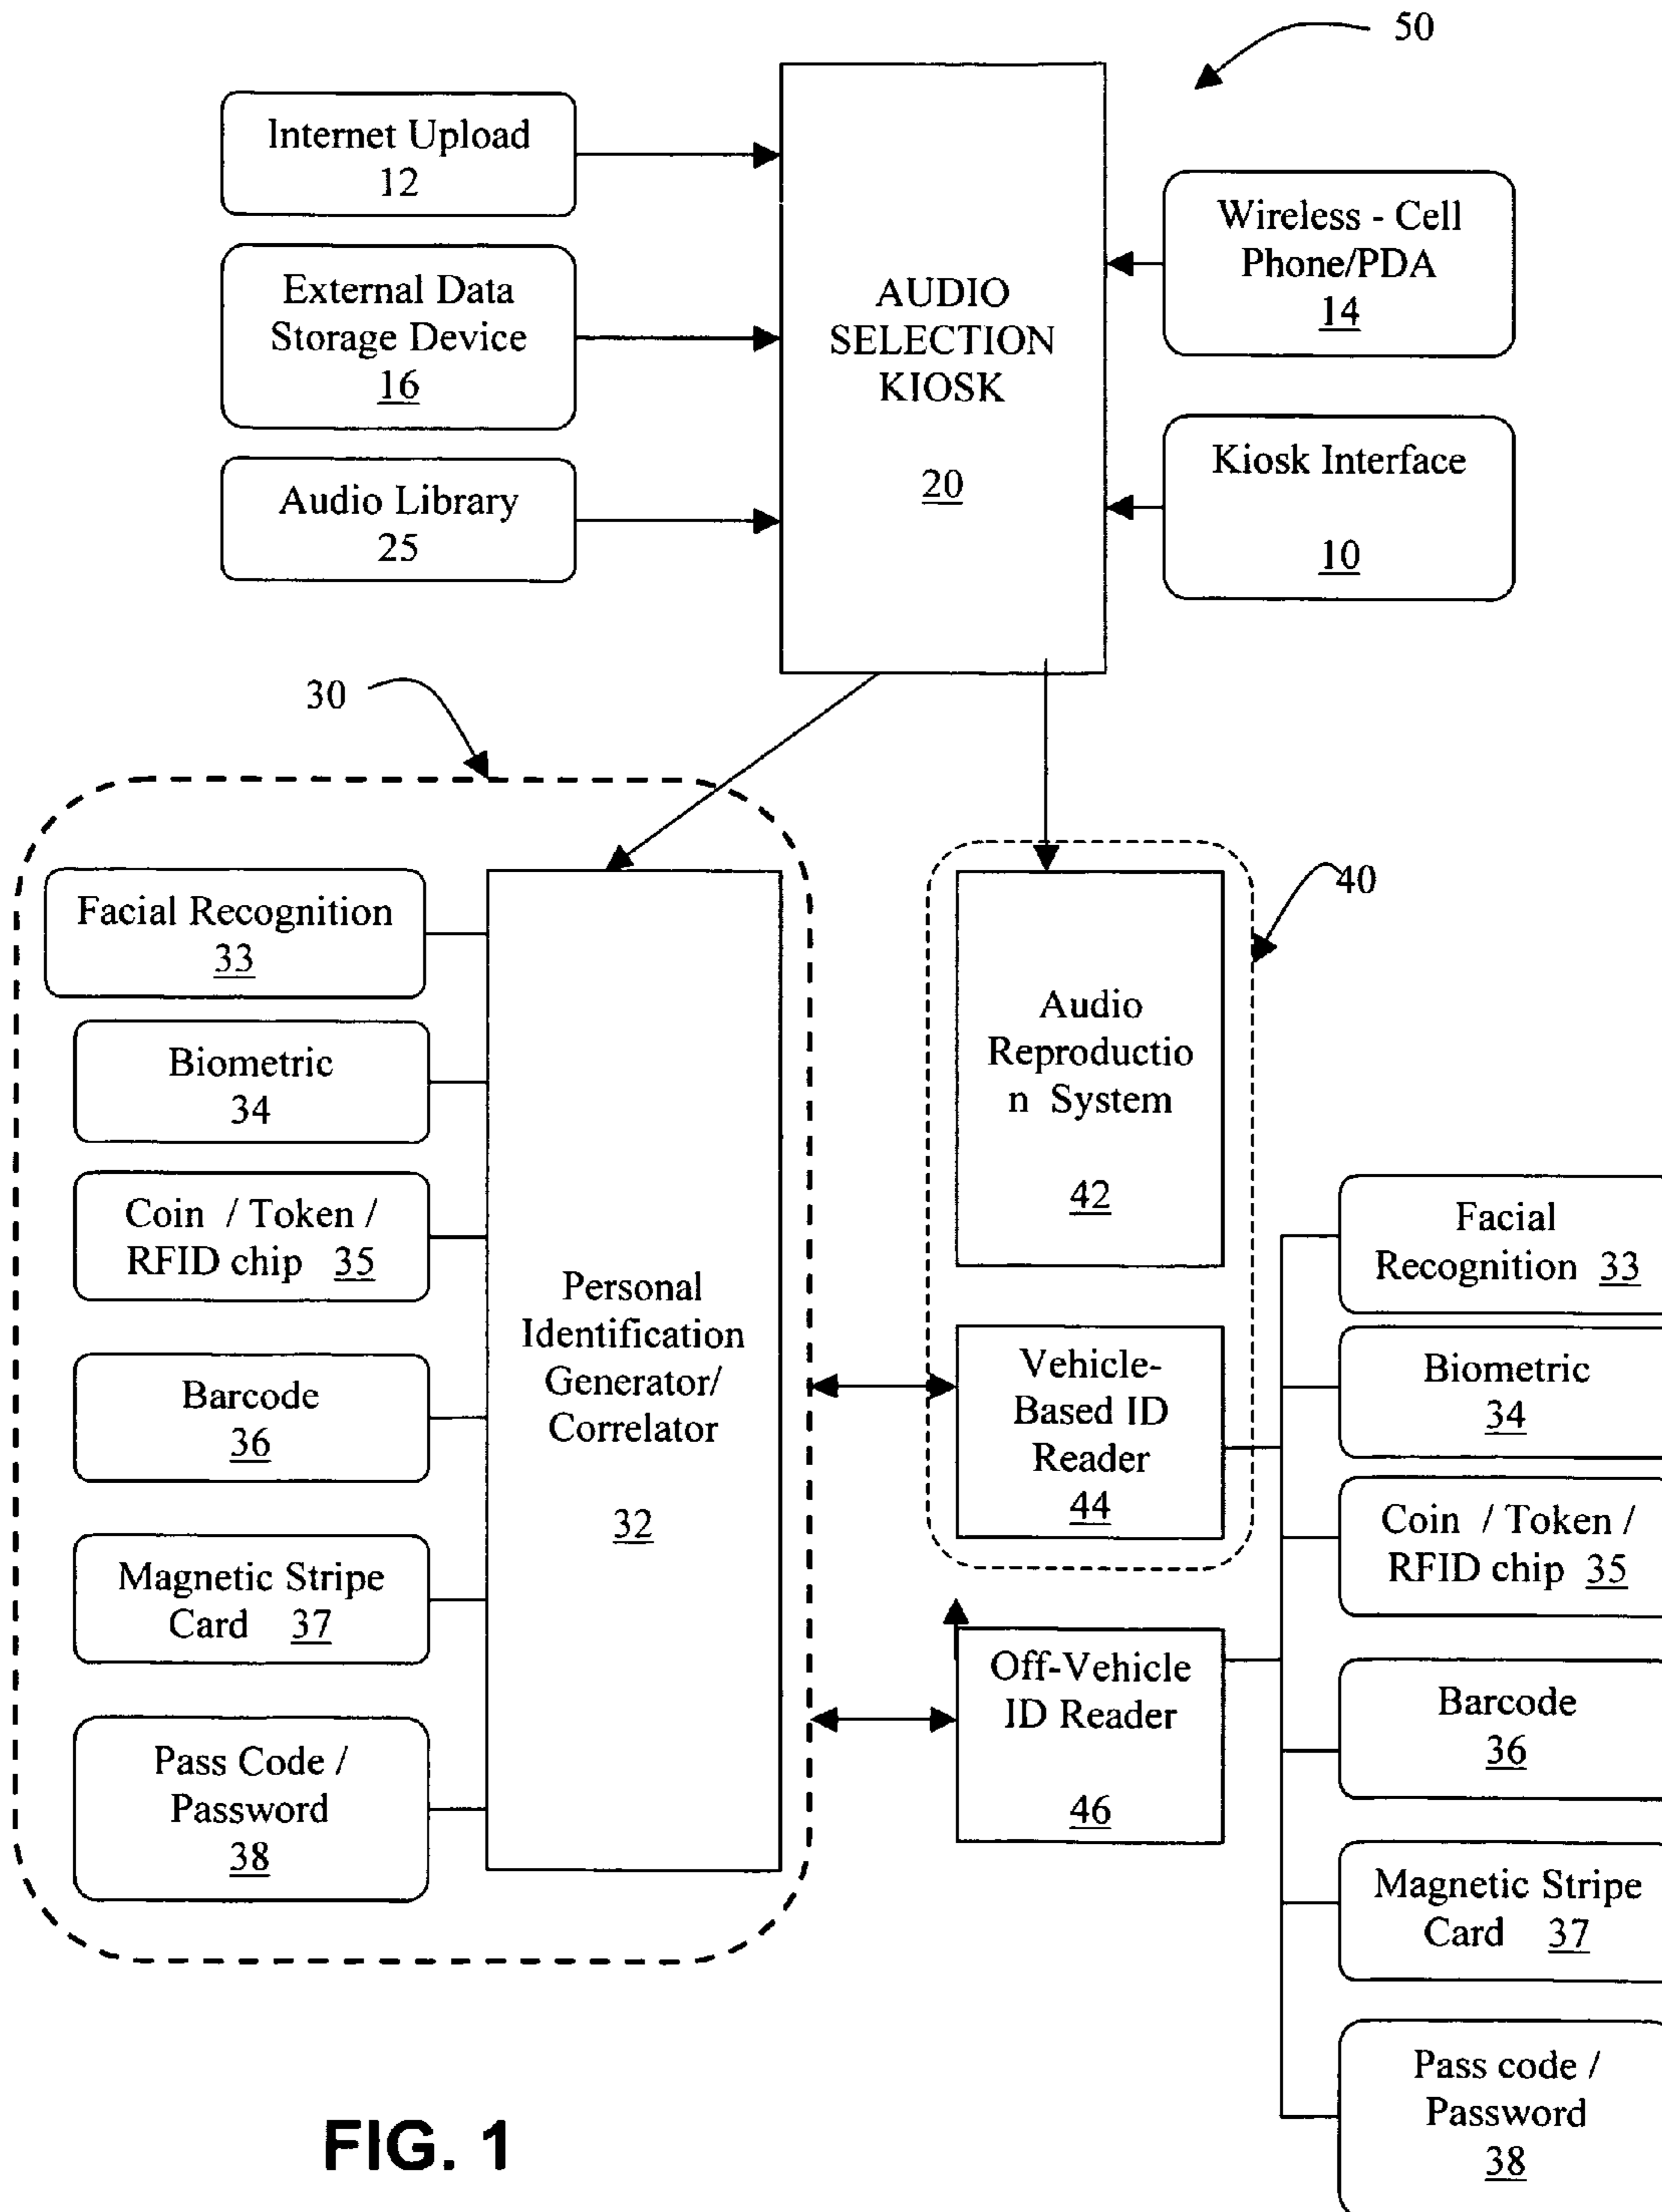 50
Internet Upload
12
External Data
Storage Device
16
Audio Library
25
AUDIO
SELECTION
KIOSK
20
Wireless - Cell
Phone/PDA
14
Kiosk Interface
10
30
Facial Recognition
33
Biometric
34
Coin / Token /
RFID chip 35
Barcode
36
Magnetic Stripe
Card 37
Pass Code /
Password
38
Personal
Identification
Generator/
Correlator
32
40
Audio
Reproductio
n System
42
Vehicle-
Based ID
Reader
44
Off-Vehicle
ID Reader
46
Facial
Recognition 33
Biometric
34
Coin / Token /
RFID chip 35
Barcode
36
Magnetic Stripe
Card 37
Pass code /
Password
38
FIG. 1